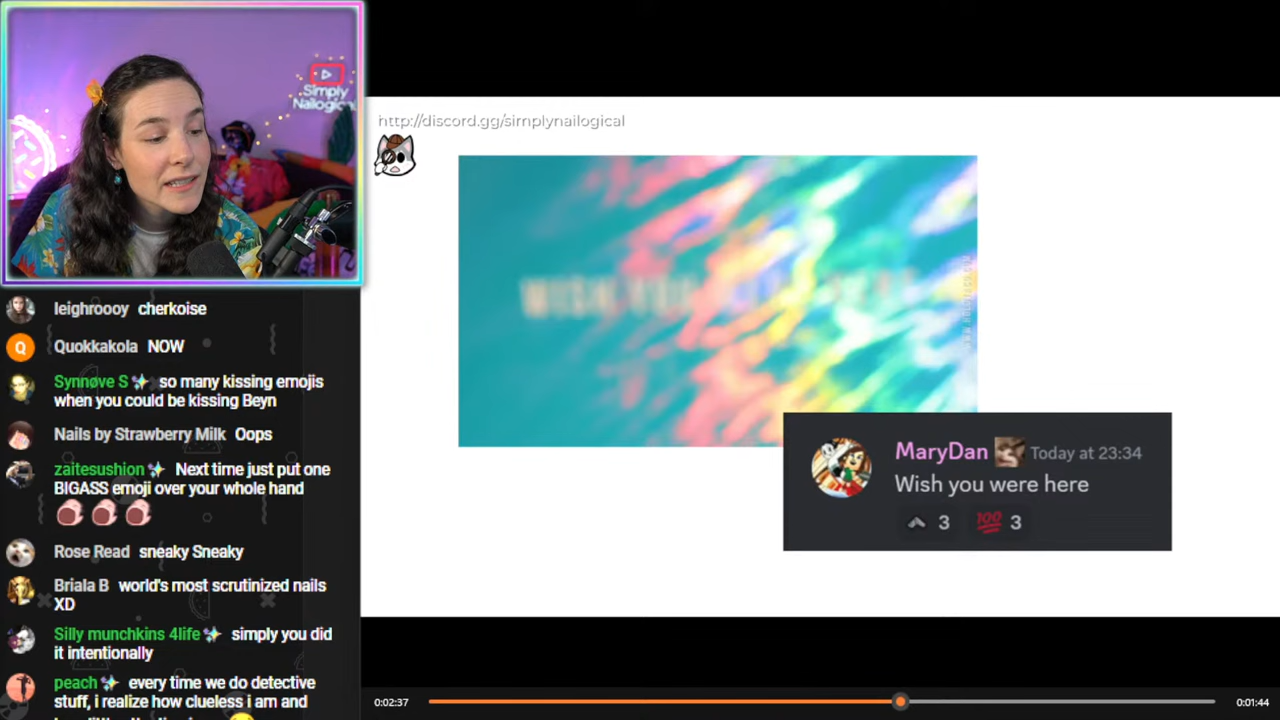 Simply
Nailogical
http://discord.gg/simplynailogical
WISH YOU
MaryDan Today at 23:34
Wish you were here
3 100 3
leighroooy cherkoise
Q Quokkakola NOW
Synnøve S so many kissing emojis
when you could be kissing Beyn
Nails by Strawberry Milk Oops
zaitesushion Next time just put one
BIGASS emoji over your whole hand
Rose Read sneaky Sneaky
Briala B world's most scrutinized nails
XD
Silly munchkins 4life simply you did
it intentionally
peach every time we do detective
stuff, i realize how clueless i am and
0:02:37
0:01:44